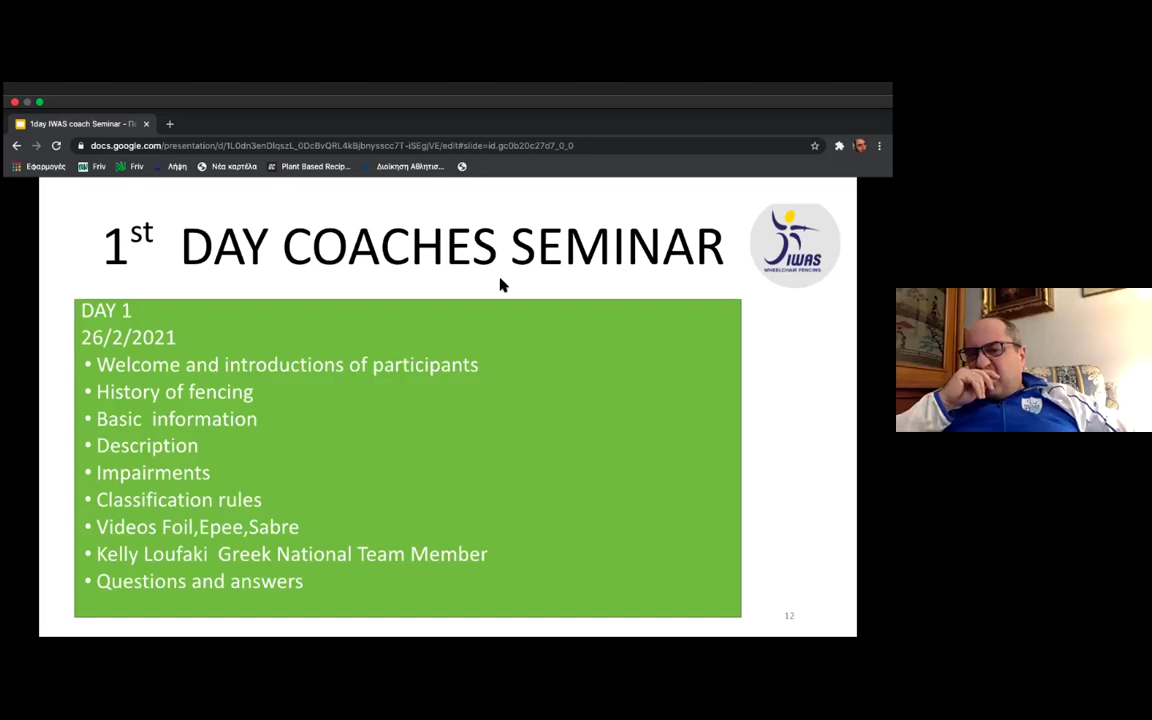 1day IWAS coach Seminar - Πα
docs.google.com/presentation/d/1L0dn3enDIqszL_0DcBvQRL4kBjbnysscc7T-iSEgjVE/edit#slide=id.gc0b20c27d7_0_0
Εφαρμογές Friv Friv Λήψη Νέα καρτέλα Plant Based Recip... Διοίκηση Αθλητισ...
1st DAY COACHES SEMINAR
IWAS
WHEELCHAIR FENCING
DAY 1
26/2/2021
• Welcome and introductions of participants
• History of fencing
• Basic information
• Description
• Impairments
• Classification rules
• Videos Foil,Epee,Sabre
• Kelly Loufaki Greek National Team Member
• Questions and answers
12